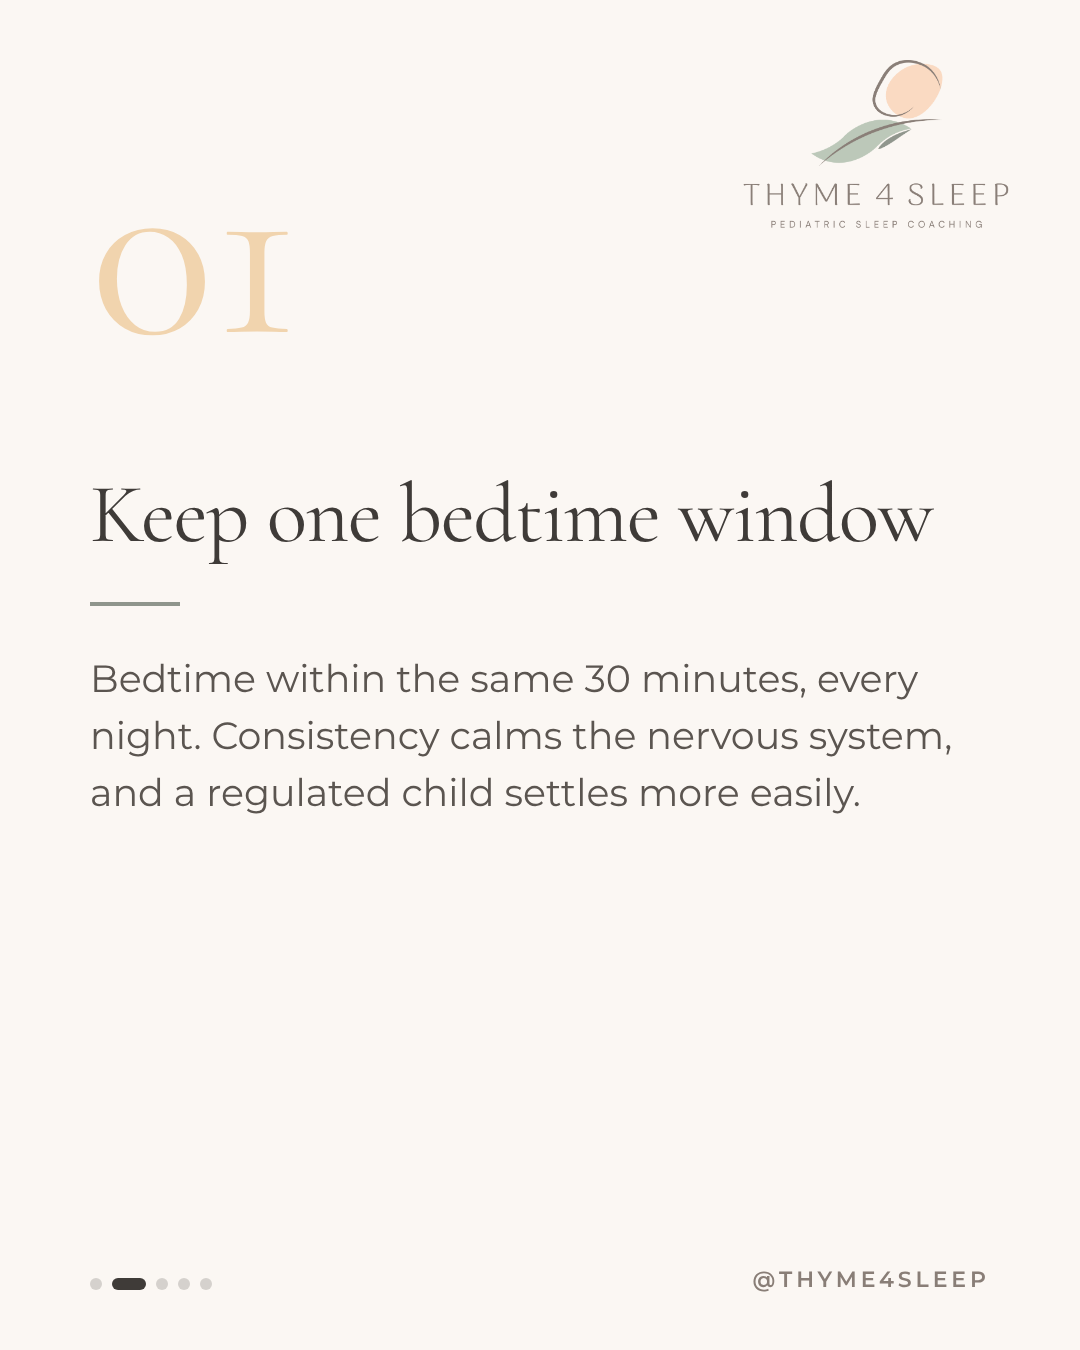 THYME 4 SLEEP
PEDIATRIC SLEEP COACHING
01
Keep one bedtime window
Bedtime within the same 30 minutes, every
night. Consistency calms the nervous system,
and a regulated child settles more easily.
@THYME4SLEEP